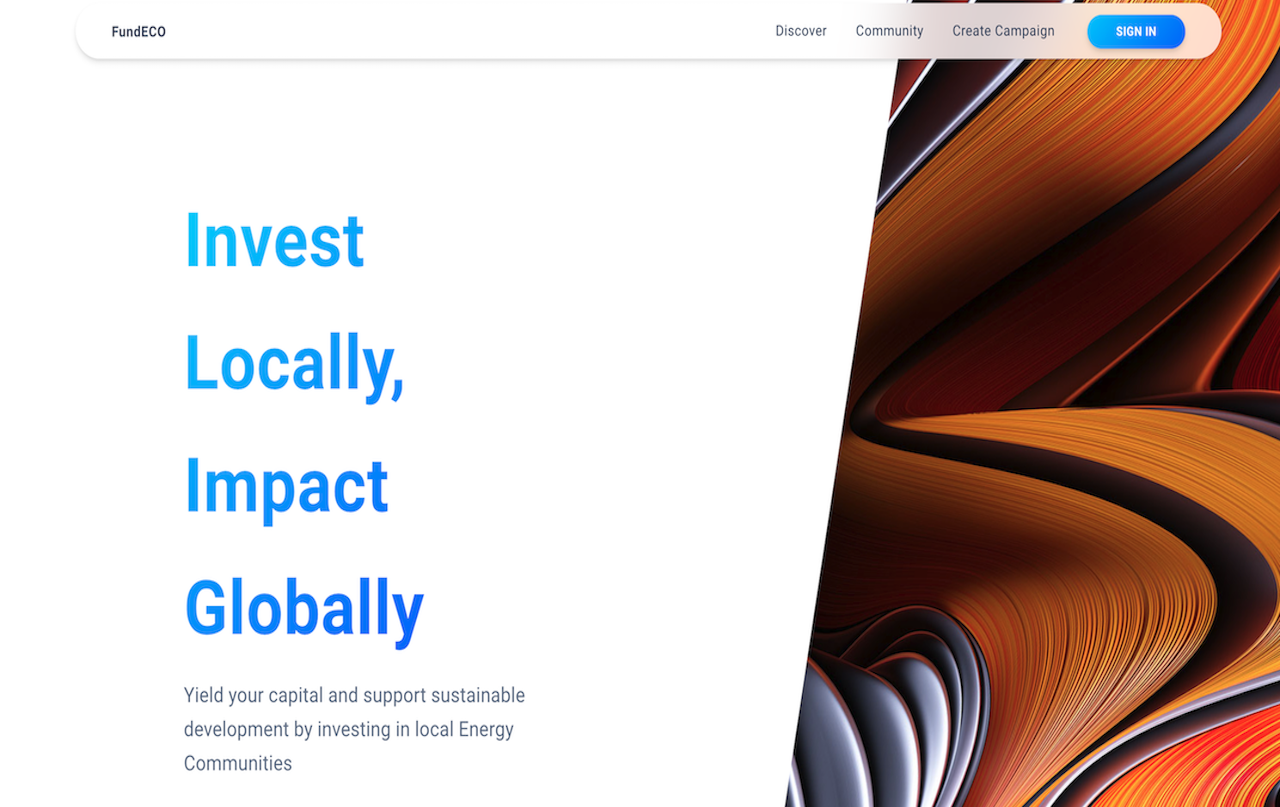 FundECO
Discover
Community
Create Campaign
SIGN IN
Invest
Locally,
Impact
Globally
Yield your capital and support sustainable
development by investing in local Energy
Communities